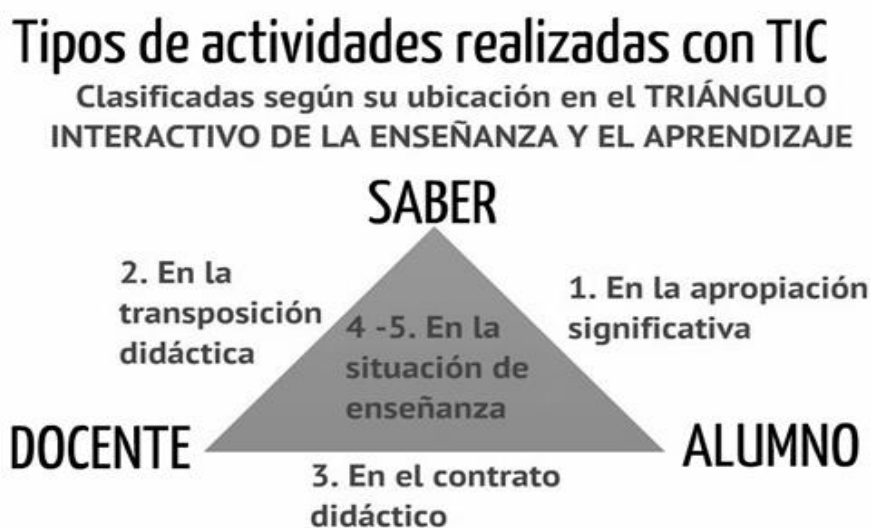 Tipos de actividades realizadas con TIC
Clasificadas según su ubicación en el TRIÁNGULO
INTERACTIVO DE LA ENSEÑANZA Y EL APRENDIZAJE
SABER
2. En la
transposición
didáctica
4 -5. En la
situación de
enseñanza
1. En la apropiación
significativa
DOCENTE
ALUMNO
3. En el contrato
didáctico